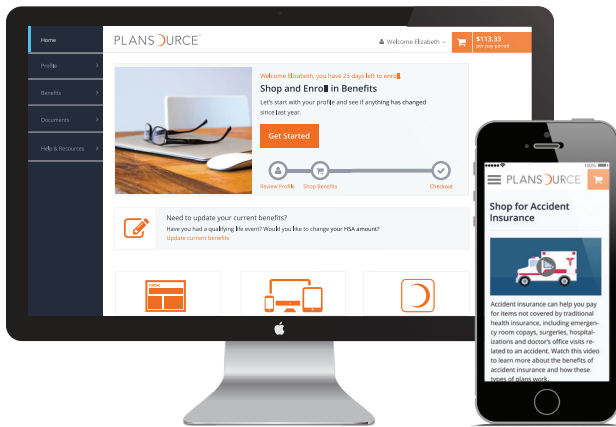 Home
Profile
Benefits
Documents
Help & Resources
PLANSOURCE
Welcome Elizabeth
$113.33
per pay period
Welcome Elizabeth, you have 23 days left to enroll.
Shop and Enroll in Benefits
Let's start with your profile and see if anything has changed
since last year.
Get Started
Review Profile
Shop Benefits
Checkout
Need to update your current benefits?
Have you had a qualifying life event? Would you like to change your HSA amount?
Update current benefits
100%
PLANSOURCE
Shop for Accident
Insurance
Accident insurance can help you pay
for items not covered by traditional
health insurance, including emergen-
cy room copays, surgeries, hospital-
izations and doctor's office visits re-
lated to an accident. Watch this video
to learn more about the benefits of
accident insurance and how these
types of plans work.